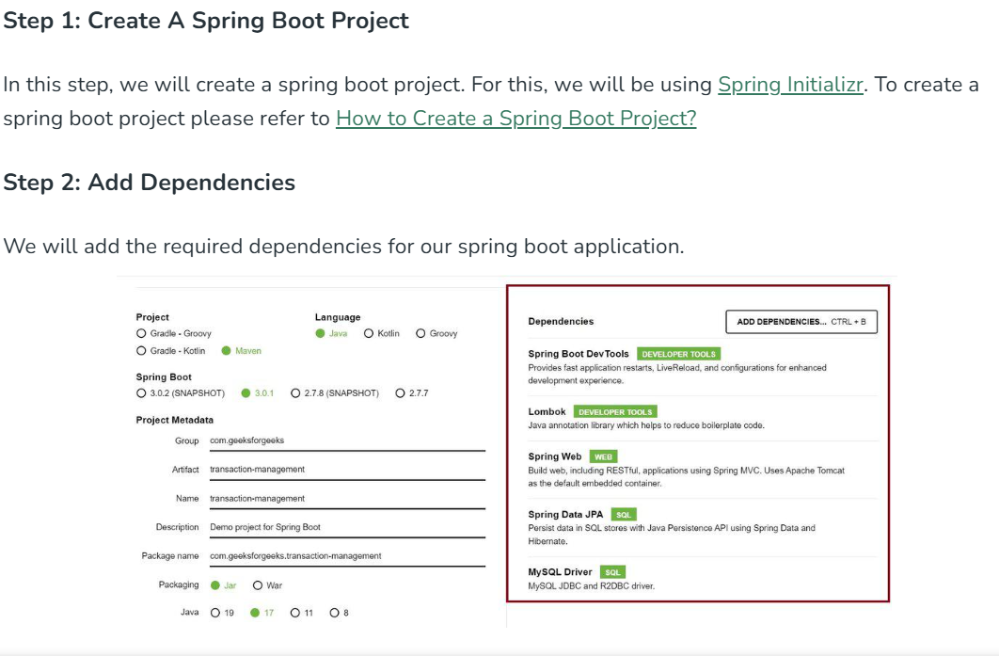 Step 1: Create A Spring Boot Project
In this step, we will create a spring boot project. For this, we will be using Spring Initializr. To create a
spring boot project please refer to How to Create a Spring Boot Project?
Step 2: Add Dependencies
We will add the required dependencies for our spring boot application.
Project
Gradle - Groovy
Gradle - Kotlin Maven
Language
Java Kotlin Groovy
Spring Boot
3.0.2 (SNAPSHOT) 3.0.1 2.7.8 (SNAPSHOT) 2.7.7
Project Metadata
Group com.geeksforgeeks
Artifact transaction-management
Name transaction-management
Description Demo project for Spring Boot
Package name com.geeksforgeeks.transaction-management
Packaging Jar War
Java 19 17 11 8
Dependencies ADD DEPENDENCIES... CTRL + B
Spring Boot DevTools DEVELOPER TOOLS
Provides fast application restarts, LiveReload, and configurations for enhanced
development experience.
Lombok DEVELOPER TOOLS
Java annotation library which helps to reduce boilerplate code.
Spring Web WEB
Build web, including RESTful, applications using Spring MVC. Uses Apache Tomcat
as the default embedded container.
Spring Data JPA SQL
Persist data in SQL stores with Java Persistence API using Spring Data and
Hibernate.
MySQL Driver SQL
MySQL JDBC and R2DBC driver.